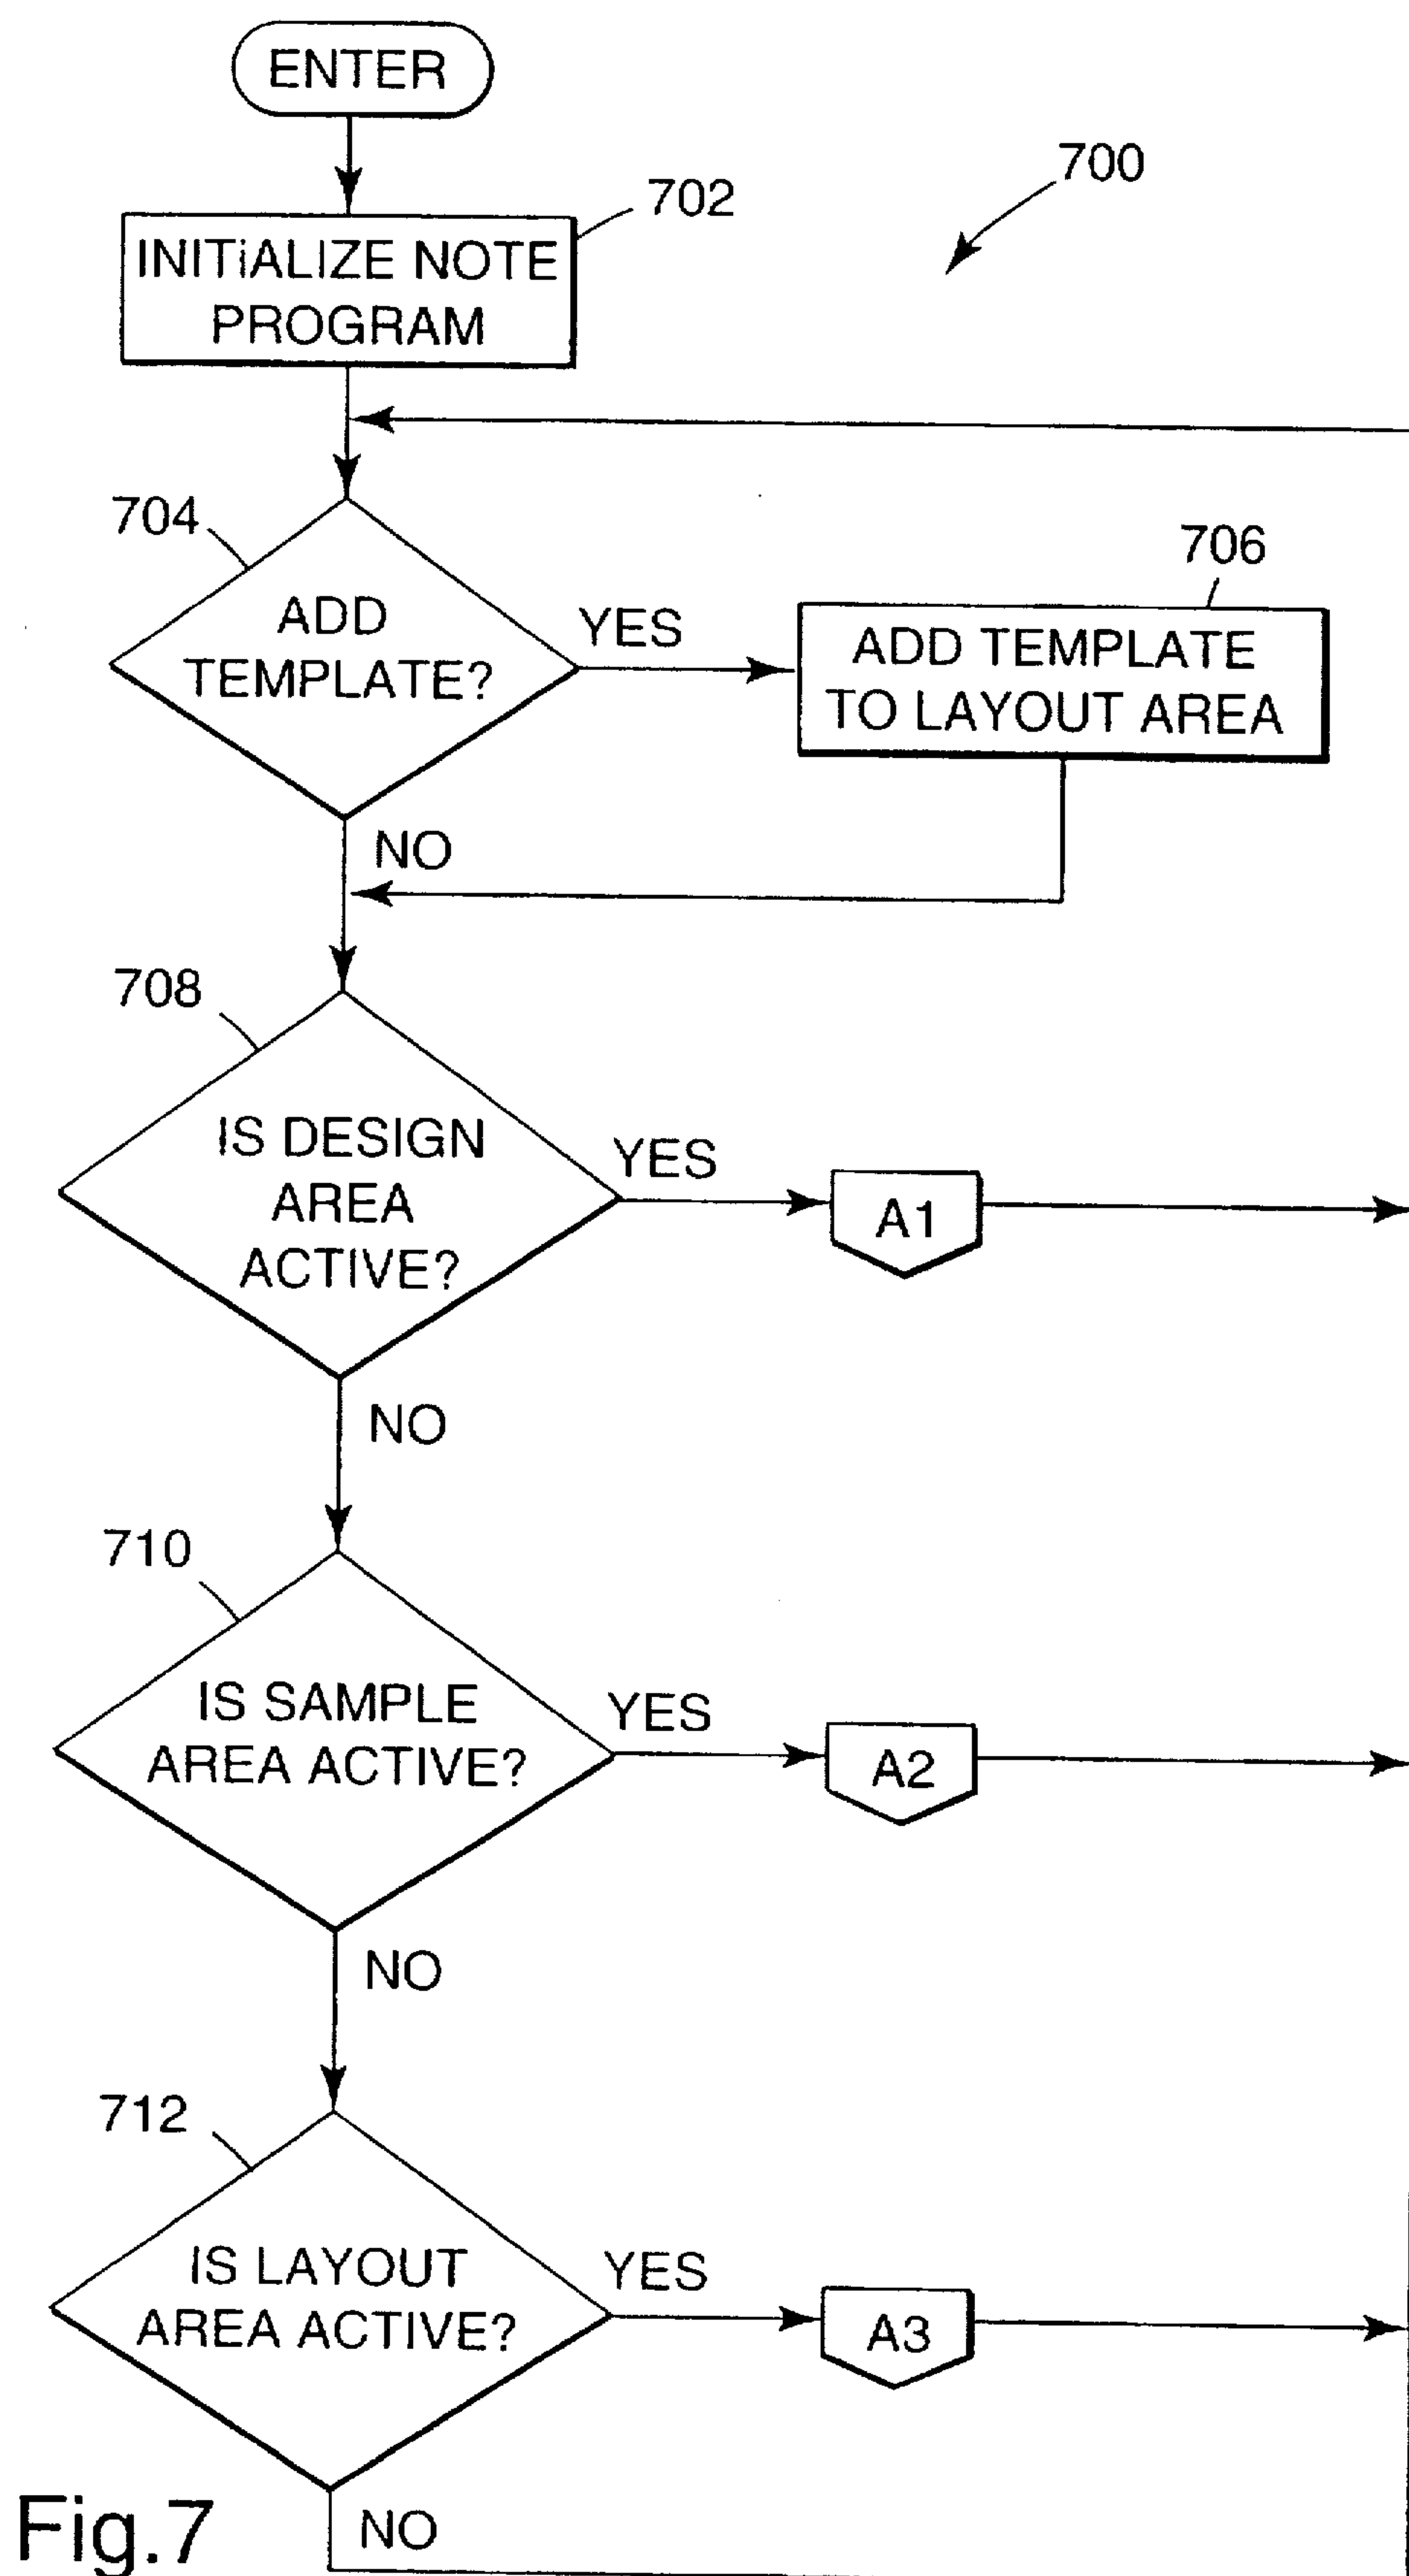 ENTER
700
702
INITiALIZE NOTE
PROGRAM
704
ADD
TEMPLATE?
YES
706
ADD TEMPLATE
TO LAYOUT AREA
NO
708
IS DESIGN
AREA
ACTIVE?
YES
A1
NO
710
IS SAMPLE
AREA ACTIVE?
YES
A2
NO
712
IS LAYOUT
AREA ACTIVE?
YES
A3
NO
Fig.7